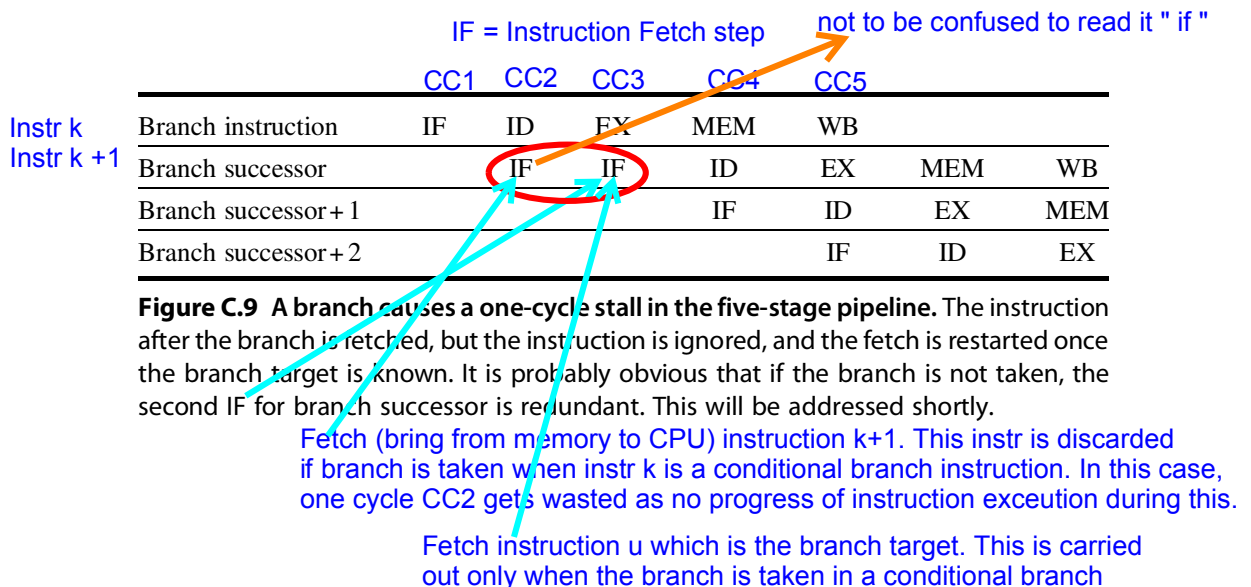 not to be confused to read it " if "
IF = Instruction Fetch step
CC1 CC2 CC3 CC4 CC5
Instr k Branch instruction IF ID EX MEM WB
Instr k +1 Branch successor IF IF ID EX MEM WB
Branch successor+1 IF ID EX MEM
Branch successor+2 IF ID EX
Figure C.9 A branch causes a one-cycle stall in the five-stage pipeline. The instruction
after the branch is fetched, but the instruction is ignored, and the fetch is restarted once
the branch target is known. It is probably obvious that if the branch is not taken, the
second IF for branch successor is redundant. This will be addressed shortly.
Fetch (bring from memory to CPU) instruction k+1. This instr is discarded
if branch is taken when instr k is a conditional branch instruction. In this case,
one cycle CC2 gets wasted as no progress of instruction exceution during this.
Fetch instruction u which is the branch target. This is carried
out only when the branch is taken in a conditional branch